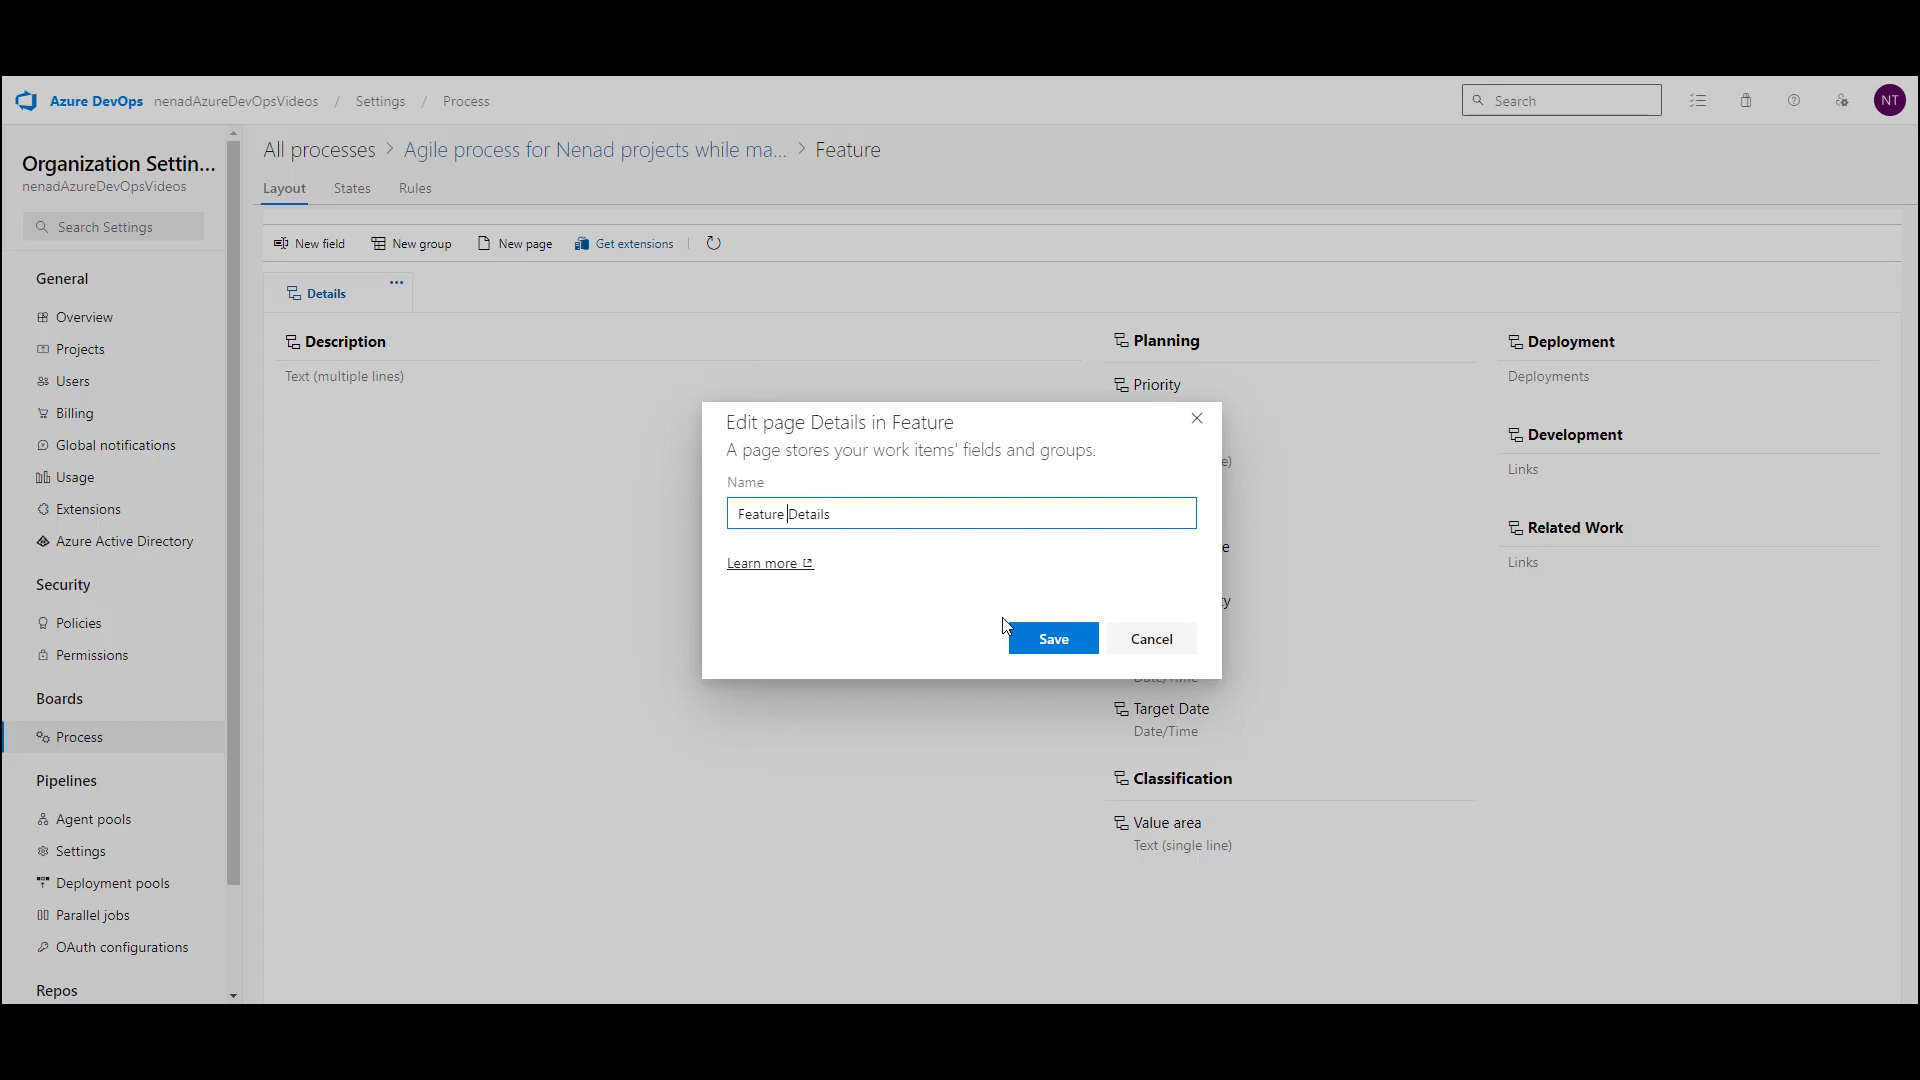 Azure DevOps nenadAzureDevOpsVideos / Settings / Process
Search
NT
Organization Settin...
nenadAzureDevOpsVideos
Search Settings
General
Overview
Projects
Users
Billing
Global notifications
Usage
Extensions
Azure Active Directory
Security
Policies
Permissions
Boards
Process
Pipelines
Agent pools
Settings
Deployment pools
Parallel jobs
OAuth configurations
Repos
All processes > Agile process for Nenad projects while ma... > Feature
Layout States Rules
New field New group New page Get extensions
Details ...
Description
Text (multiple lines)
Planning
Priority
e)
e
y
Target Date
Date/Time
Classification
Value area
Text (single line)
Deployment
Deployments
Development
Links
Related Work
Links
Edit page Details in Feature
A page stores your work items' fields and groups.
Name
Feature Details
Learn more
Save Cancel